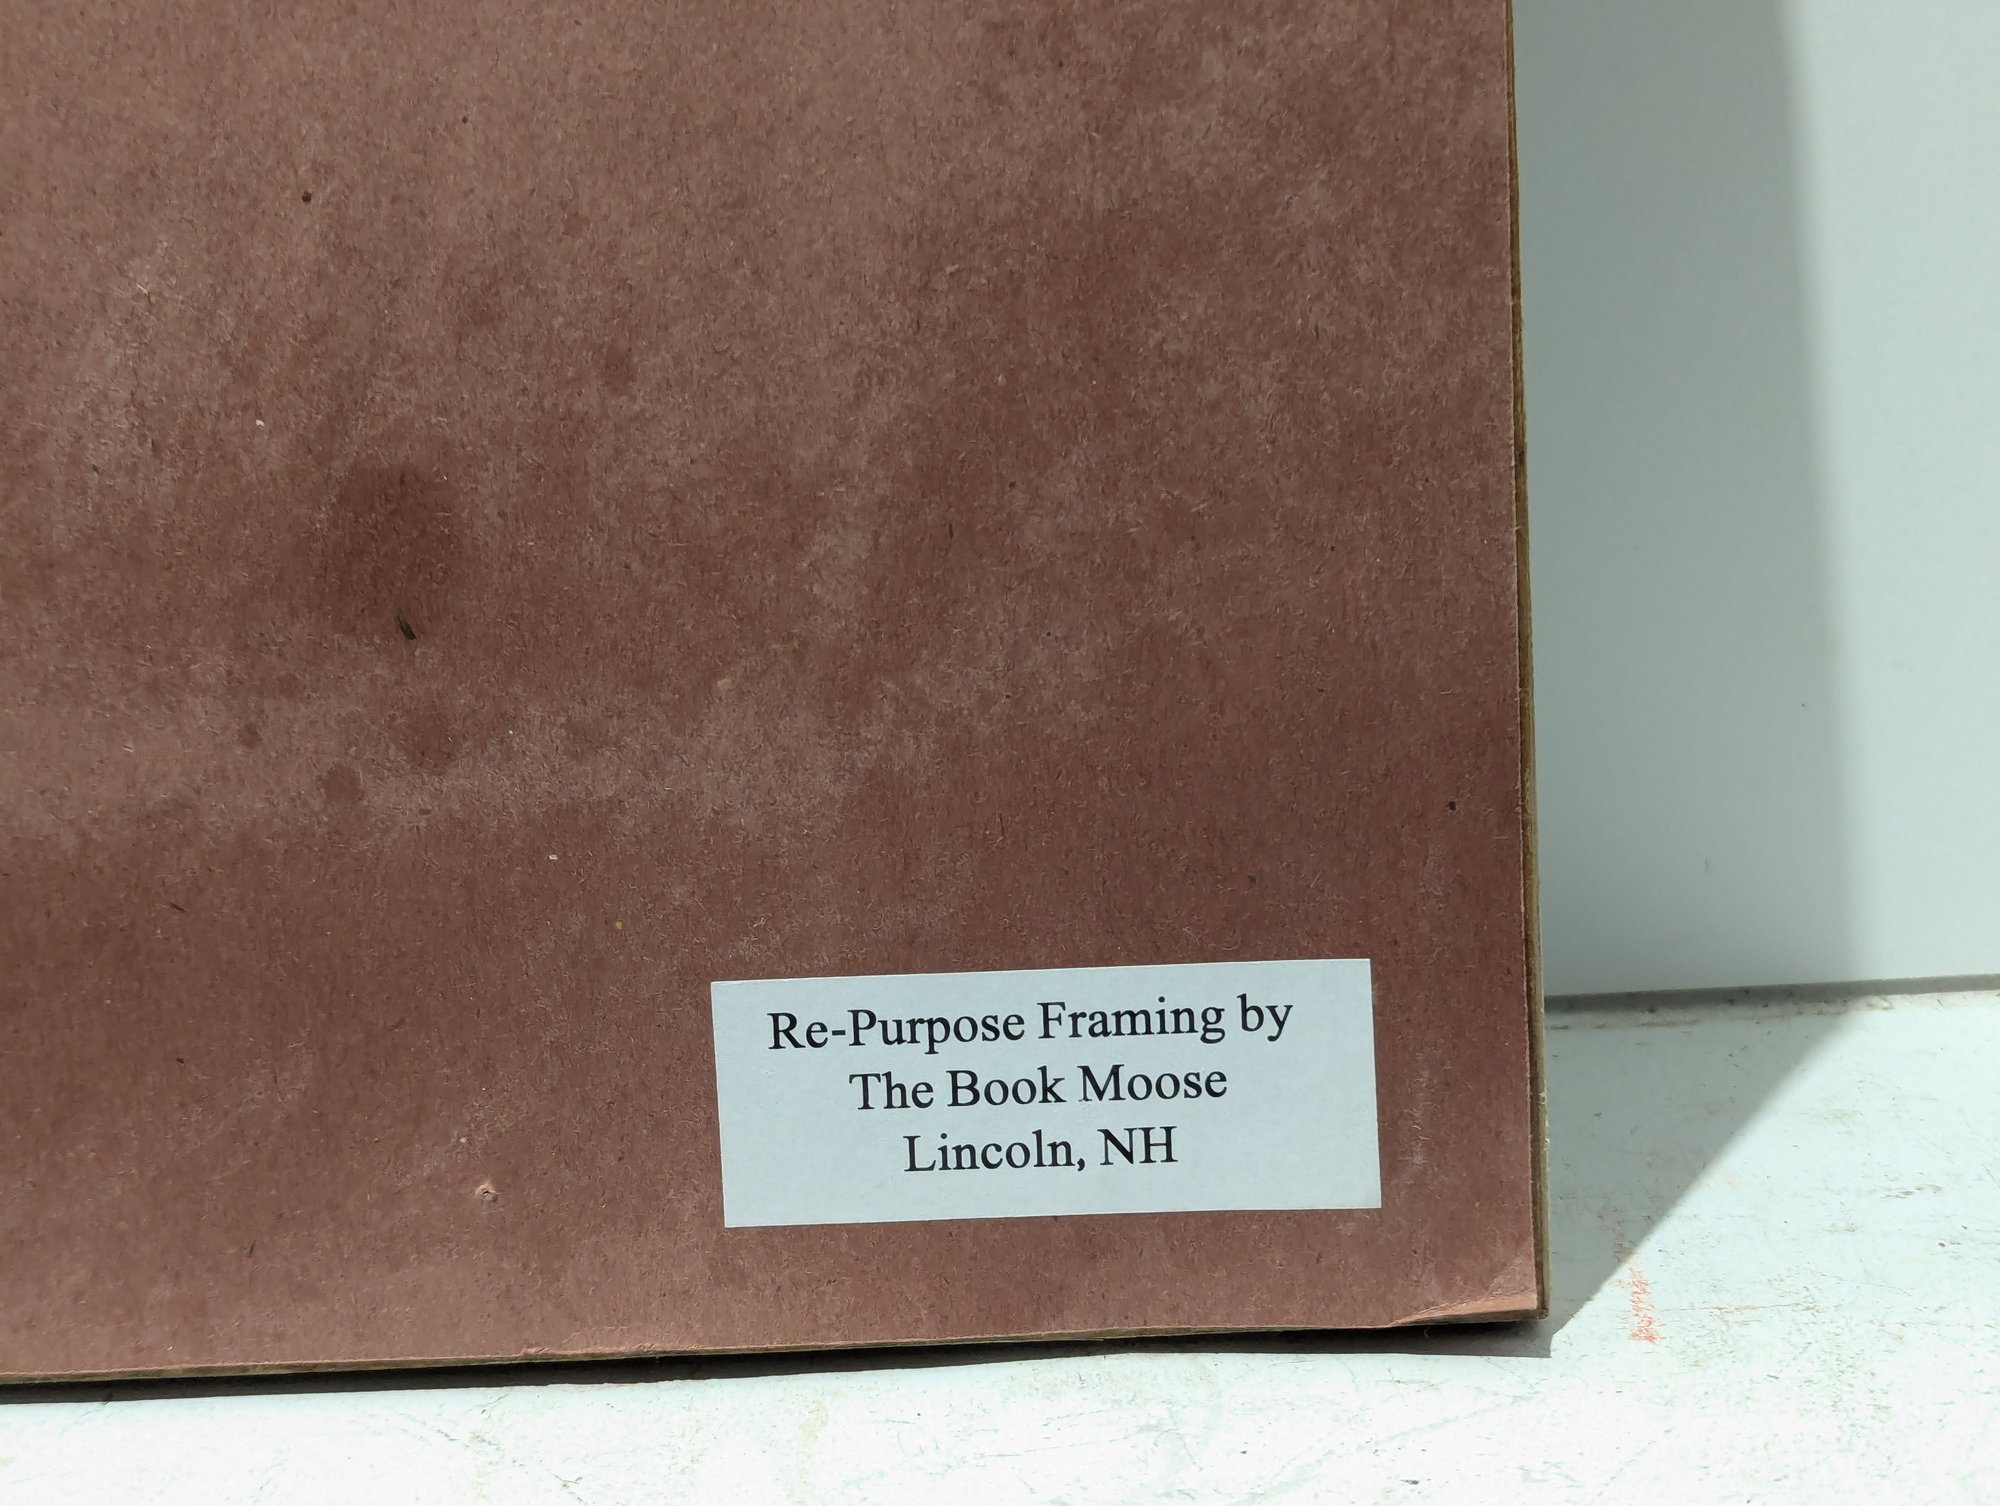 Re-Purpose Framing by
The Book Moose
Lincoln, NH